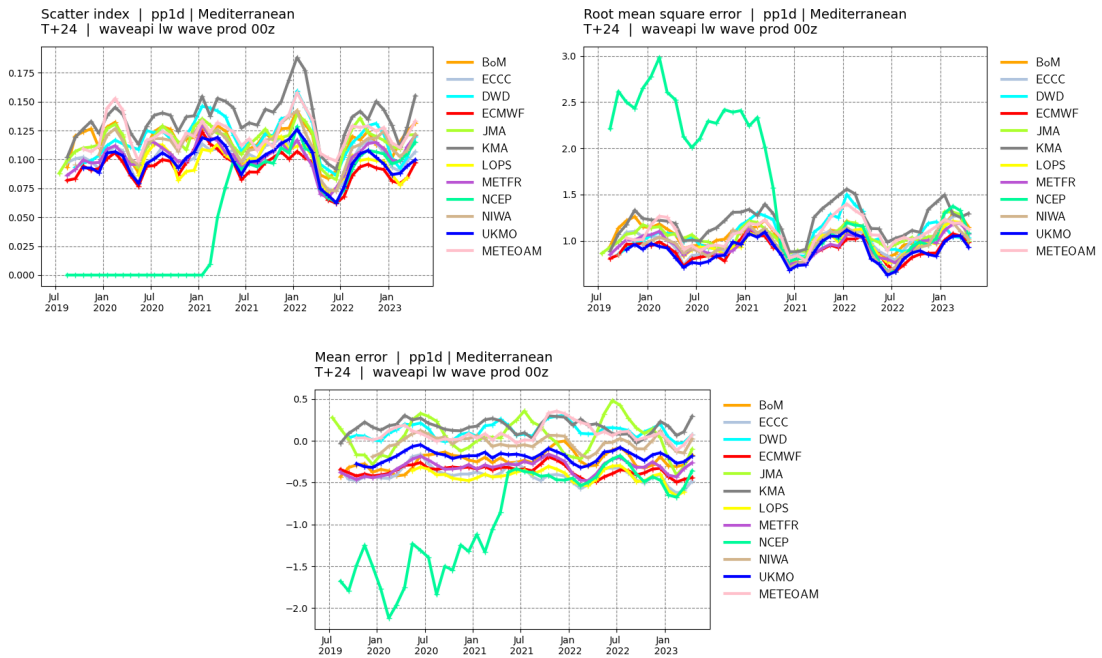 Scatter index | pp1d | Mediterranean
T+24 | waveapi lw wave prod 00z
0.175
0.150
0.125
0.100
0.075
0.050
0.025
0.000
Jul 2019
Jan 2020
Jul 2020
Jan 2021
Jul 2021
Jan 2022
Jul 2022
Jan 2023
BoM
ECCC
DWD
ECMWF
JMA
KMA
LOPS
METFR
NCEP
NIWA
UKMO
METEOAM
Root mean square error | pp1d | Mediterranean
T+24 | waveapi lw wave prod 00z
3.0
2.5
2.0
1.5
1.0
Jul 2019
Jan 2020
Jul 2020
Jan 2021
Jul 2021
Jan 2022
Jul 2022
Jan 2023
BoM
ECCC
DWD
ECMWF
JMA
KMA
LOPS
METFR
NCEP
NIWA
UKMO
METEOAM
Mean error | pp1d | Mediterranean
T+24 | waveapi lw wave prod 00z
0.5
0.0
−0.5
−1.0
−1.5
−2.0
Jul 2019
Jan 2020
Jul 2020
Jan 2021
Jul 2021
Jan 2022
Jul 2022
Jan 2023
BoM
ECCC
DWD
ECMWF
JMA
KMA
LOPS
METFR
NCEP
NIWA
UKMO
METEOAM